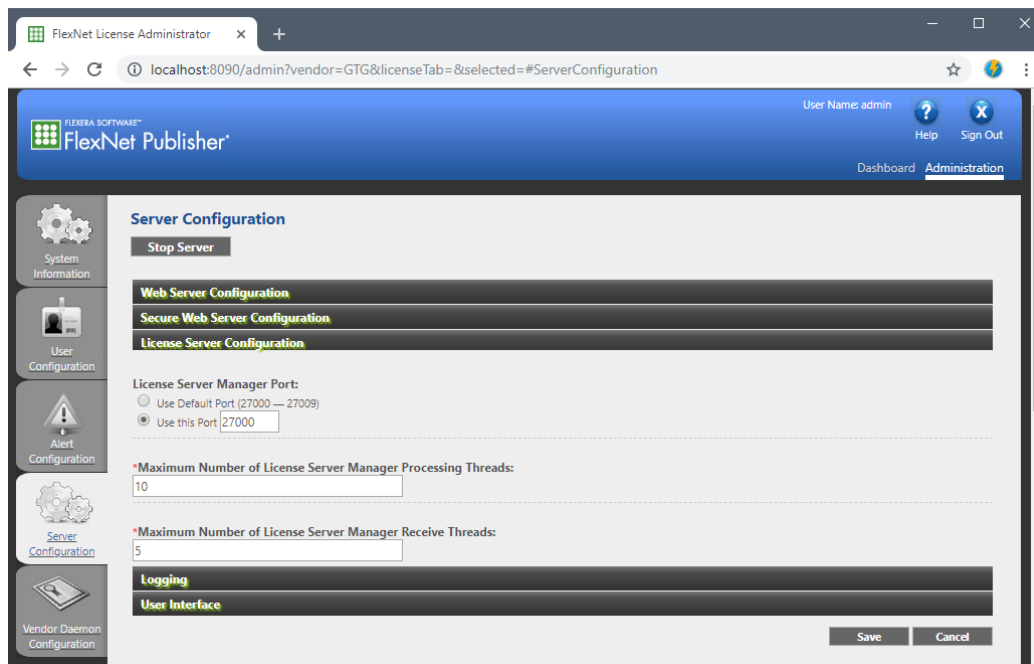 FlexNet License Administrator
localhost:8090/admin?vendor=GTG&licenseTab=&selected=#ServerConfiguration
User Name: admin
FLEXERA SOFTWARE™
FlexNet Publisher®
Help
Sign Out
Dashboard
Administration
System
Information
User
Configuration
Alert
Configuration
Server
Configuration
Vendor Daemon
Configuration
Server Configuration
Stop Server
Web Server Configuration
Secure Web Server Configuration
License Server Configuration
License Server Manager Port:
Use Default Port (27000 — 27009)
Use this Port 27000
*Maximum Number of License Server Manager Processing Threads:
10
*Maximum Number of License Server Manager Receive Threads:
5
Logging
User Interface
Save
Cancel